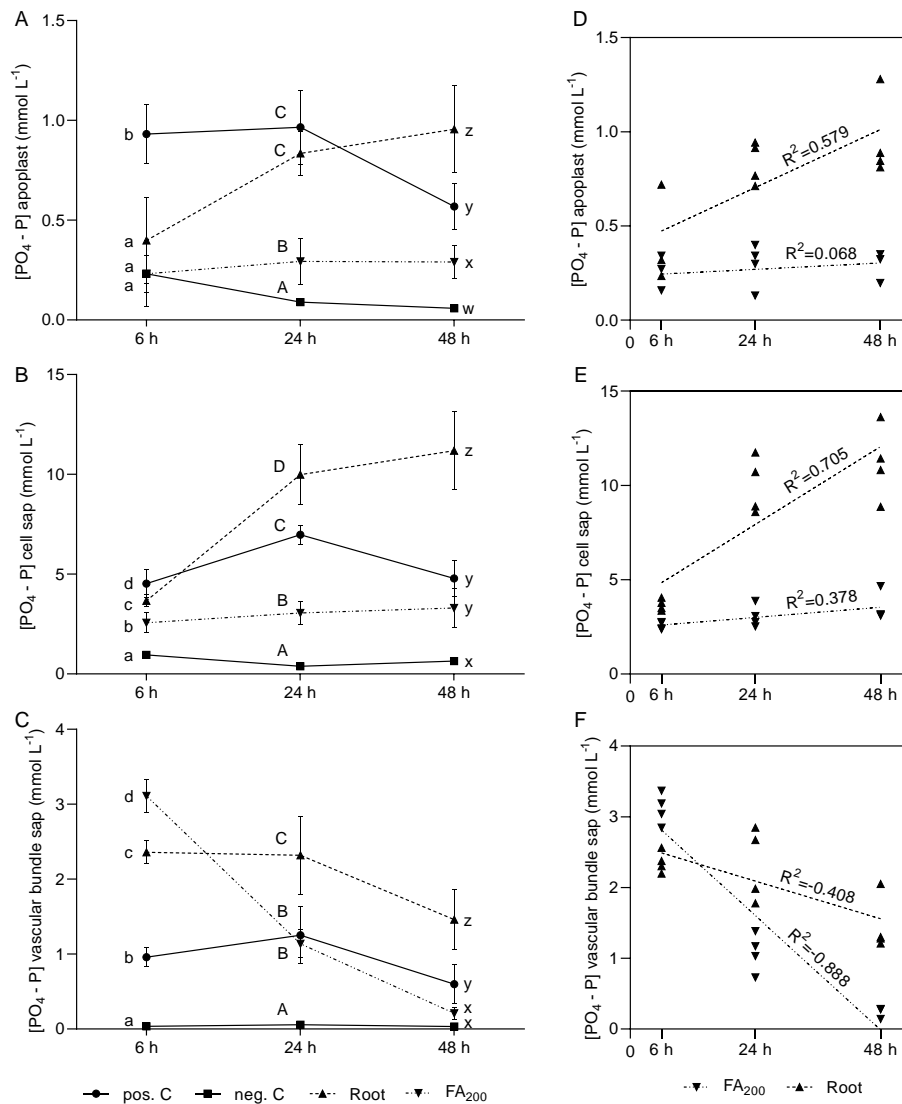 A
[PO4 - P] apoplast (mmol L-1)
1.5
1.0
0.5
0.0
b
a
a
a
C
C
B
A
z
y
x
w
6 h
24 h
48 h
D
1.5
1.0
0.5
0.0
R2=0.579
R2=0.068
0
6 h
24 h
48 h
B
[PO4 - P] cell sap (mmol L-1)
15
10
5
0
d
c
b
a
D
C
B
A
z
y
y
x
6 h
24 h
48 h
E
[PO4 - P] cell sap (mmol L-1)
15
10
5
0
R2=0.705
R2=0.378
0
6 h
24 h
48 h
C
[PO4 - P] vascular bundle sap (mmol L-1)
4
3
2
1
0
d
c
b
a
C
B
B
A
z
y
x
x
6 h
24 h
48 h
F
[PO4 - P] vascular bundle sap (mmol L-1)
4
3
2
1
0
R2=-0.408
R2=-0.888
0
6 h
24 h
48 h
[PO4 - P] apoplast (mmol L-1)
pos. C
neg. C
Root
FA200
FA200
Root